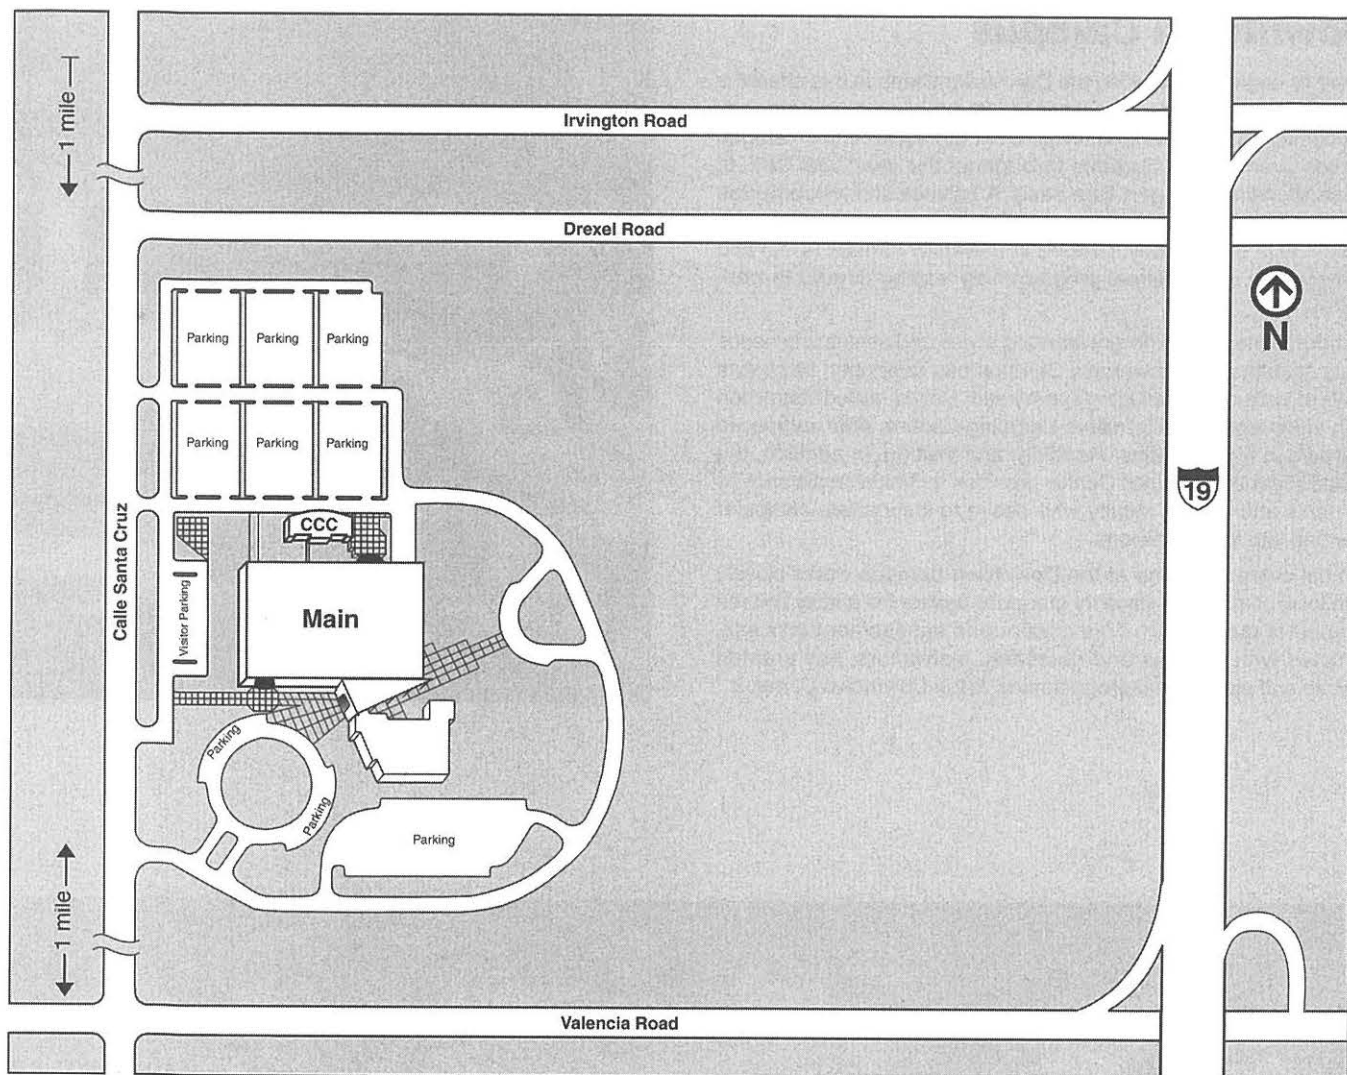 1 mile
Irvington Road
Drexel Road
N
Parking
Parking
Parking
Parking
Parking
Parking
19
Calle Santa Cruz
CCC
Visitor Parking
Main
Parking
Parking
Parking
1 mile
Valencia Road